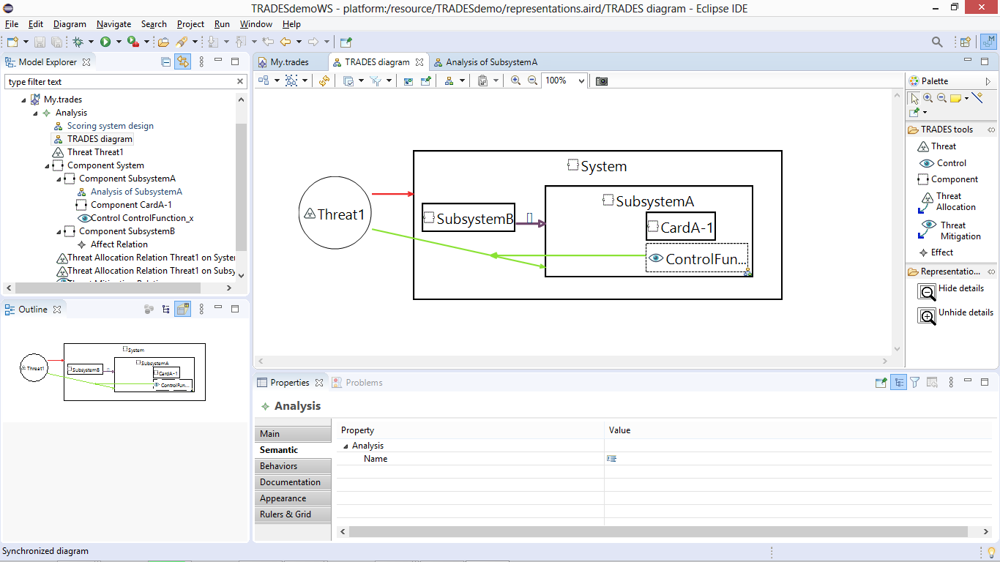 TRADESdemoWS - platform:/resource/TRADESdemo/representations.aird/TRADES diagram - Eclipse IDE
File Edit Diagram Navigate Search Project Run Window Help
Model Explorer
type filter text
My.trades
Analysis
Scoring system design
TRADES diagram
Threat Threat1
Component System
Component SubsystemA
Analysis of SubsystemA
Component CardA-1
Control ControlFunction_x
Component SubsystemB
Affect Relation
Threat Allocation Relation Threat1 on System
Threat Allocation Relation Threat1 on Subsy
Threat Mitigation Relation
Outline
Threat1
System
SubsystemA
SubsystemB
CardA-1
ControlFun...
My.trades TRADES diagram Analysis of SubsystemA
100%
System
Threat1
SubsystemA
SubsystemB
[]
CardA-1
ControlFun...
Palette
TRADES tools
Threat
Control
Component
Threat
Allocation
Threat
Mitigation
Effect
Representatio...
Hide details
Unhide details
Properties Problems
Analysis
Main
Semantic
Behaviors
Documentation
Appearance
Rulers & Grid
Property Value
Analysis
Name
Synchronized diagram